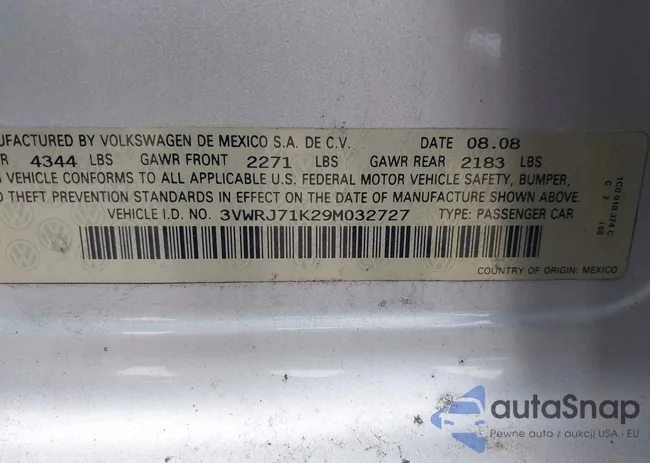 UFACTURED BY VOLKSWAGEN DE MEXICO S.A. DE C.V. DATE 08.08
R 4344 LBS GAWR FRONT 2271 LBS GAWR REAR 2183 LBS
VEHICLE CONFORMS TO ALL APPLICABLE U.S. FEDERAL MOTOR VEHICLE SAFETY, BUMPER,
THEFT PREVENTION STANDARDS IN EFFECT ON THE DATE OF MANUFACTURE SHOWN ABOVE.
VEHICLE I.D. NO. 3VWRJ71K29M032727 TYPE: PASSENGER CAR
COUNTRY OF ORIGIN: MEXICO
1C0 010 374 C
autaSnap
Pewne auta z aukcji USA i EU